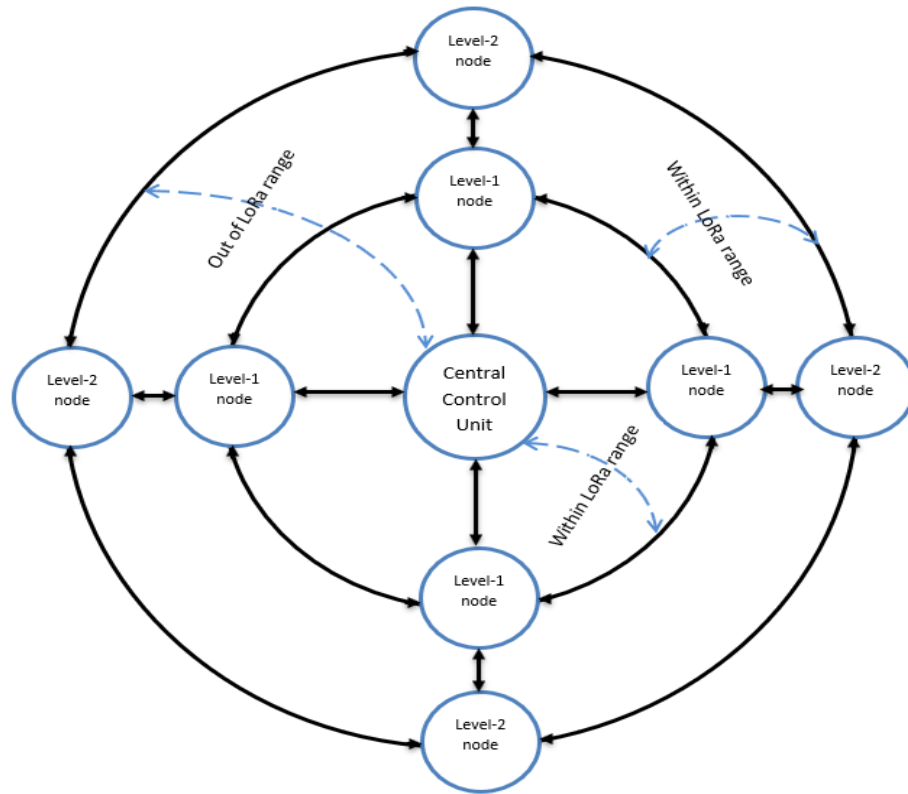 Level-2
node
Level-1
node
Out of LoRa range
Within LoRa range
Level-2
node
Level-1
node
Central
Control
Unit
Level-1
node
Level-2
node
Within LoRa range
Level-1
node
Level-2
node